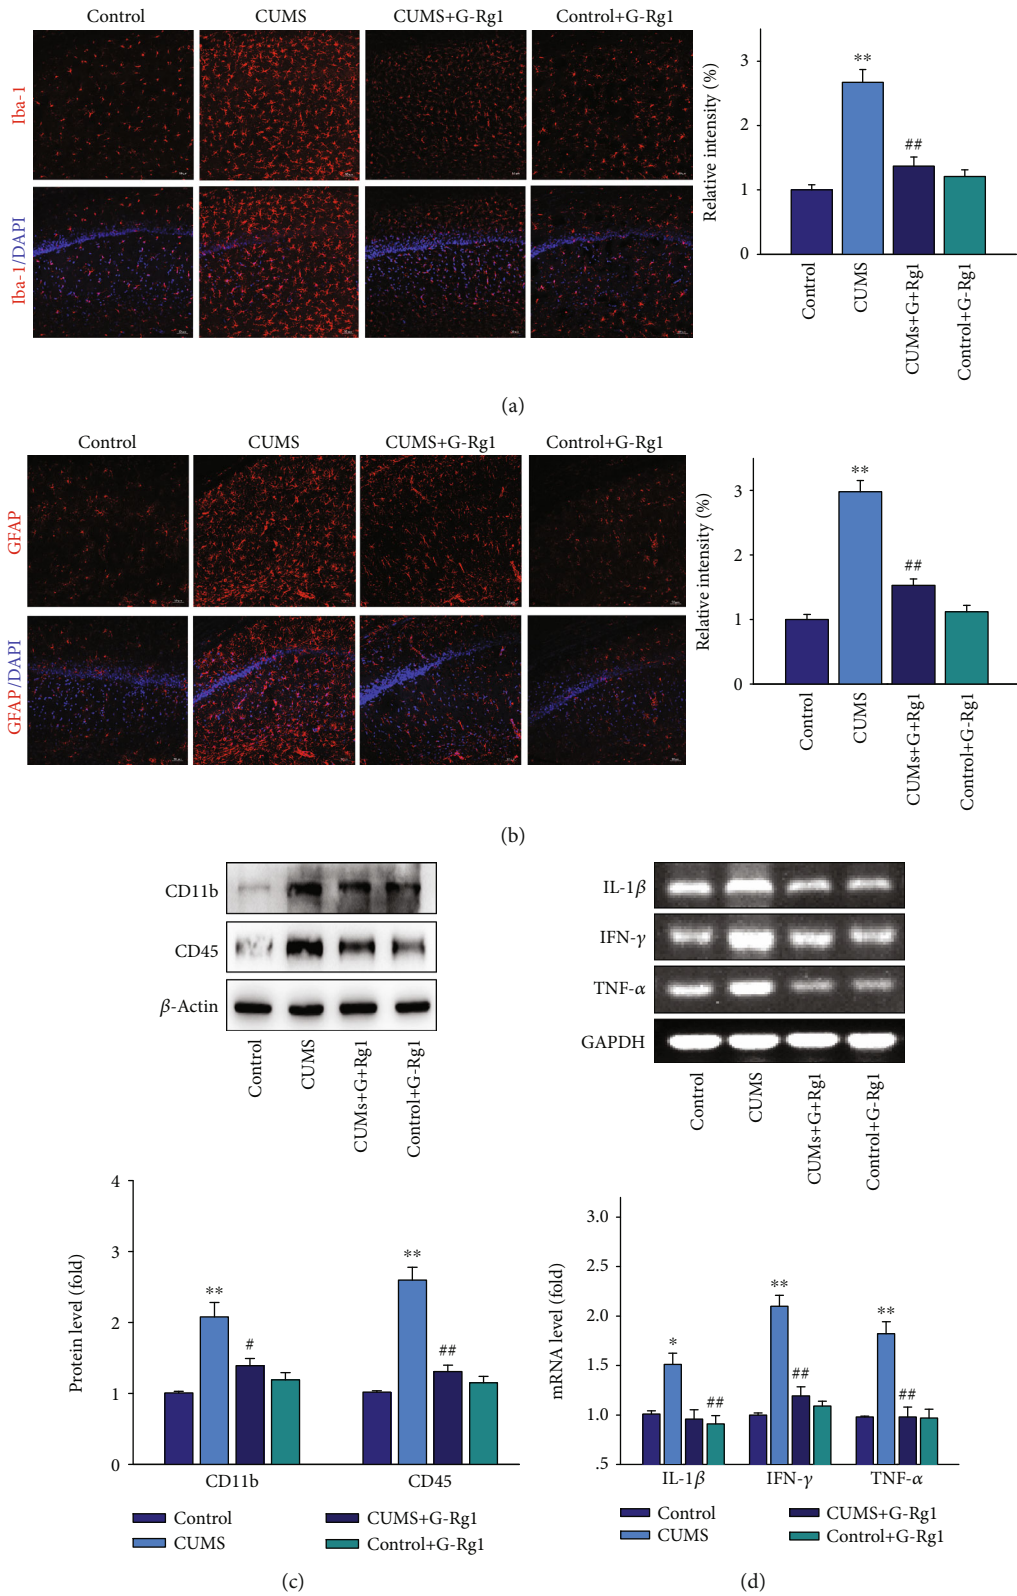 Control CUMS CUMS+G-Rg1 Control+G-Rg1
Iba-1
Iba-1/DAPI
Relative intensity (%)
3
2
1
0
**
##
Control
CUMS
CUMs+G+Rg1
Control+G-Rg1
(a)
Control CUMS CUMS+G-Rg1 Control+G-Rg1
GFAP
GFAP/DAPI
Relative intensity (%)
3
2
1
0
**
##
Control
CUMS
CUMs+G+Rg1
Control+G-Rg1
(b)
CD11b
CD45
β-Actin
Control
CUMS
CUMs+G+Rg1
Control+G-Rg1
Protein level (fold)
4
3
2
1
0
**
#
**
##
CD11b CD45
Control CUMS+G-Rg1
CUMS Control+G-Rg1
(c)
IL-1β
IFN-γ
TNF-α
GAPDH
Control
CUMS
CUMs+G+Rg1
Control+G-Rg1
mRNA level (fold)
3.0
2.5
2.0
1.5
1.0
.5
*
##
**
##
**
##
IL-1β IFN-γ TNF-α
Control CUMS+G-Rg1
CUMS Control+G-Rg1
(d)